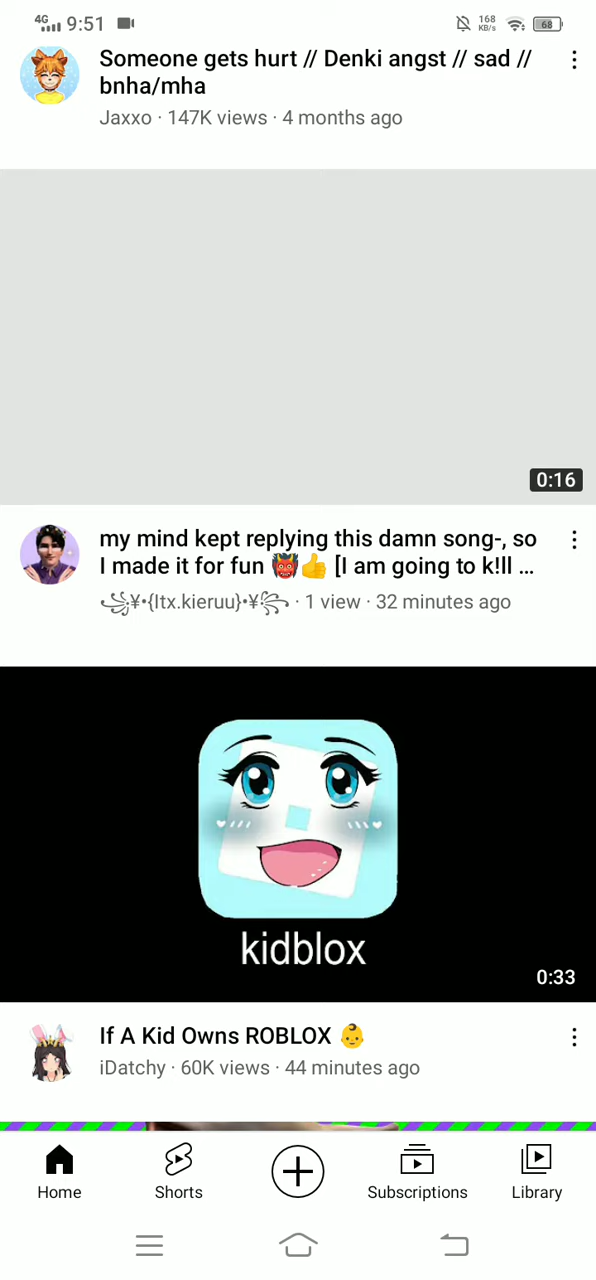 4G 9:51 168 KB/s 68
Someone gets hurt // Denki angst // sad //
bnha/mha
Jaxxo · 147K views · 4 months ago
0:16
my mind kept replying this damn song-, so
I made it for fun 👹👍 [I am going to k!ll ...
꧁¥•{Itx.kieruu}•¥꧂ · 1 view · 32 minutes ago
kidblox
0:33
If A Kid Owns ROBLOX 👶
iDatchy · 60K views · 44 minutes ago
Home Shorts Subscriptions Library